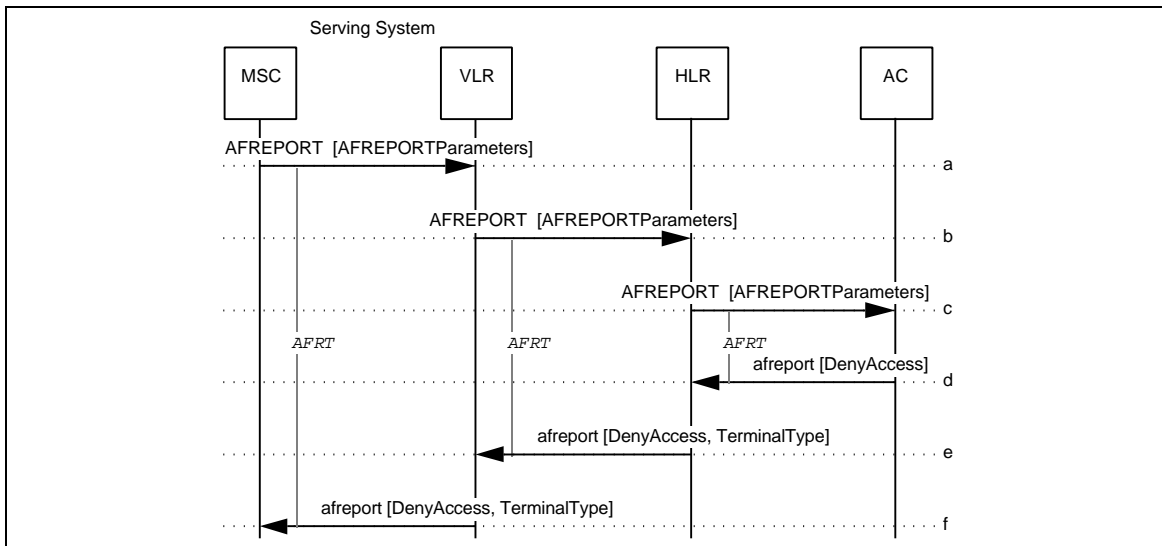 Serving System
MSC VLR HLR AC
AFREPORT [AFREPORTParameters]
a
AFREPORT [AFREPORTParameters]
b
AFREPORT [AFREPORTParameters]
c
AFRT AFRT AFRT
afreport [DenyAccess]
d
afreport [DenyAccess, TerminalType]
e
afreport [DenyAccess, TerminalType]
f